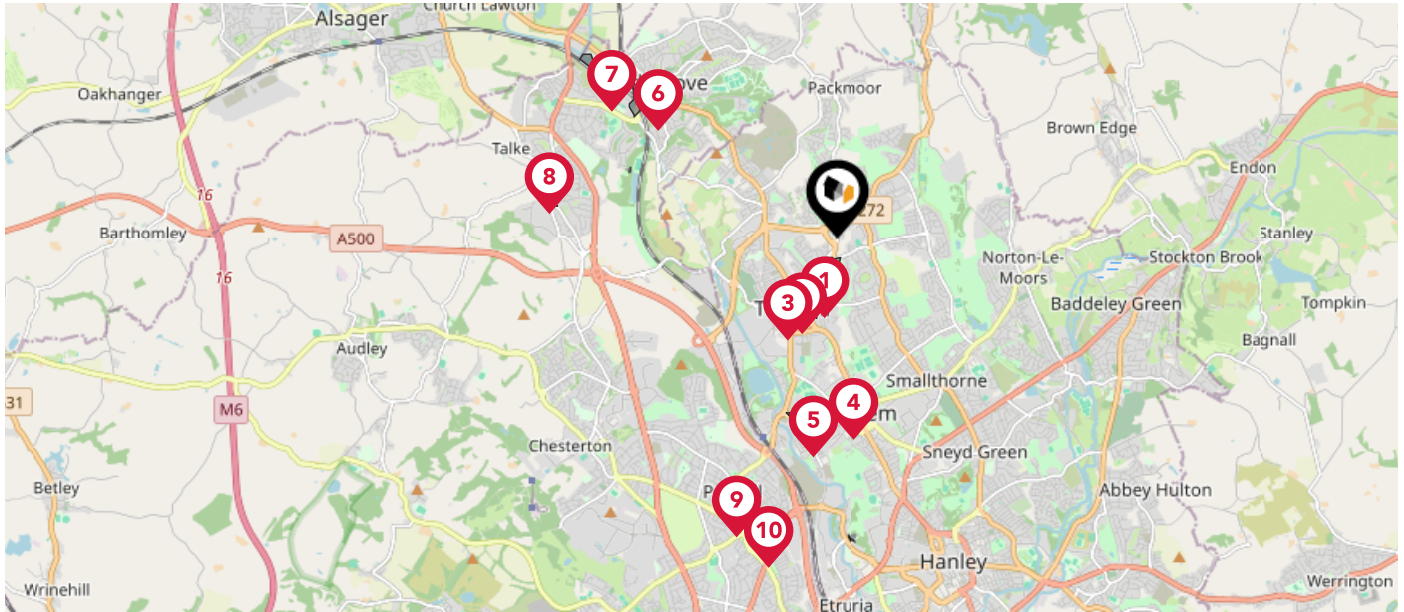 Church Lawton
Alsager
7
ove
6
Oakhanger
Packmoor
Brown Edge
Talke
Endon
8
16
272
Barthomley
A500
Stanley
Norton-Le-
Moors
Stockton Brook
16
1
3
T
Baddeley Green
Tompkin
Bagnall
Audley
Smallthorne
31
M6
4
em
5
Chesterton
Sneyd Green
Betley
P
9
Abbey Hulton
10
Hanley
Wrinehill
Werrington
Etruria